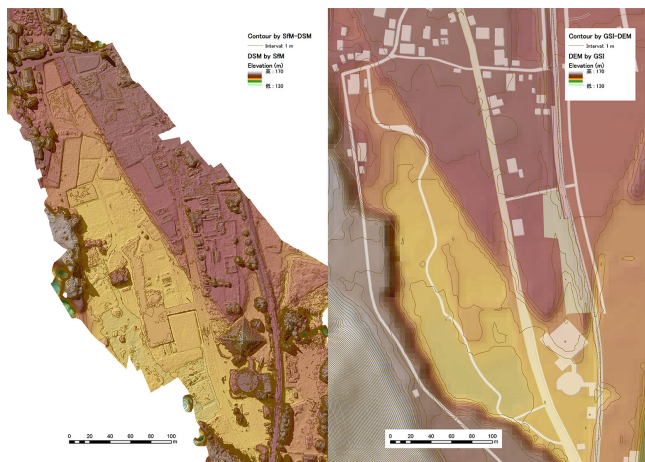 Contour by SfM-DSM
Interval 1 m
DSM by SfM
Elevation (m)
高 : 170
低 : 130
0 20 40 60 80 100
m
Contour by GSI-DEM
Interval 1 m
DEM by GSI
Elevation (m)
高 : 170
低 : 130
0 20 40 60 80 100
m